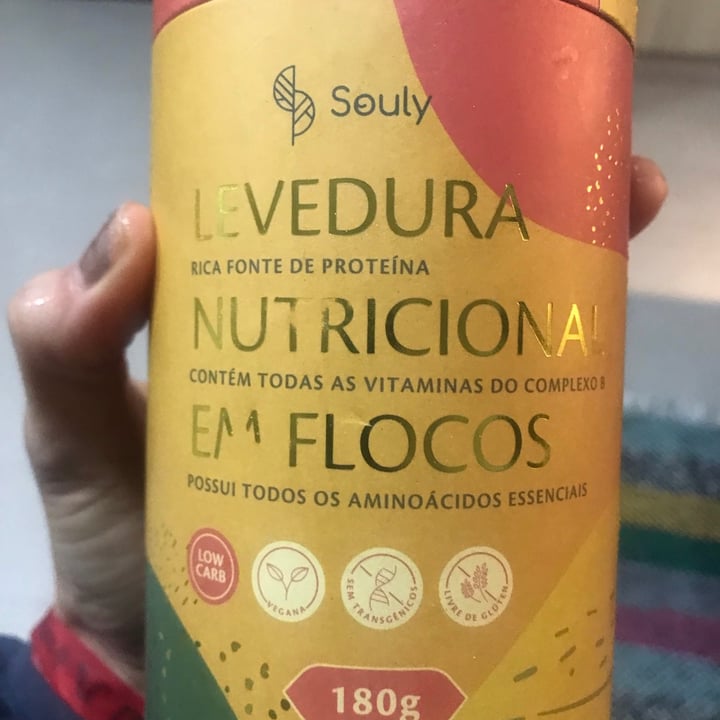 Souly
LEVEDURA
RICA FONTE DE PROTEÍNA
NUTRICIONAL
CONTÉM TODAS AS VITAMINAS DO COMPLEXO B
EM FLOCOS
POSSUI TODOS OS AMINOÁCIDOS ESSENCIAIS
LOW
CARB
VEGANA
SEM TRANSGÊNICOS
LIVRE DE GLÚTEN
180g